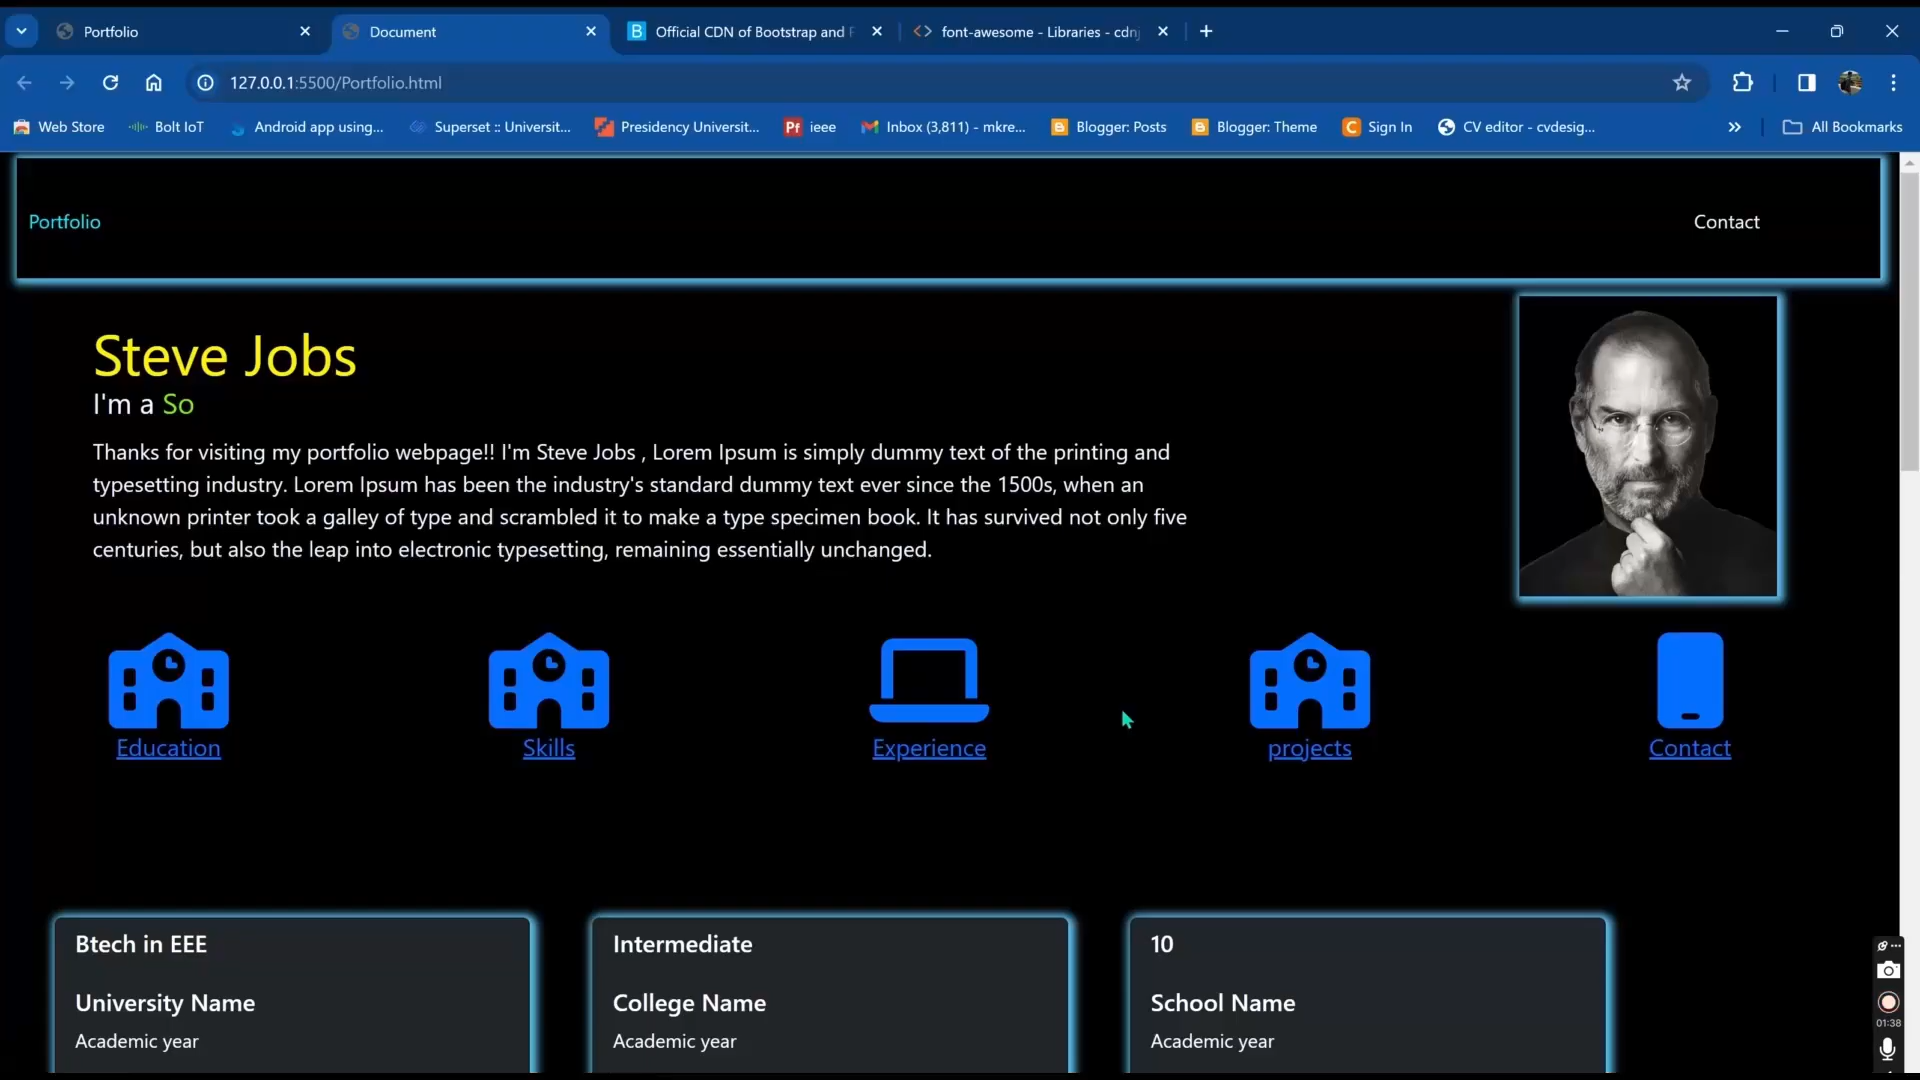 Portfolio
Document
Official CDN of Bootstrap and F
font-awesome - Libraries - cdnj
127.0.0.1:5500/Portfolio.html
Web Store
Bolt IoT
Android app using...
Superset :: Universit...
Presidency Universit...
Pf ieee
Inbox (3,811) - mkre...
Blogger: Posts
Blogger: Theme
Sign In
CV editor - cvdesig...
All Bookmarks
Portfolio
Contact
Steve Jobs
I'm a So
Thanks for visiting my portfolio webpage!! I'm Steve Jobs , Lorem Ipsum is simply dummy text of the printing and
typesetting industry. Lorem Ipsum has been the industry's standard dummy text ever since the 1500s, when an
unknown printer took a galley of type and scrambled it to make a type specimen book. It has survived not only five
centuries, but also the leap into electronic typesetting, remaining essentially unchanged.
Education
Skills
Experience
projects
Contact
Btech in EEE
Intermediate
10
University Name
College Name
School Name
Academic year
Academic year
Academic year
01:38